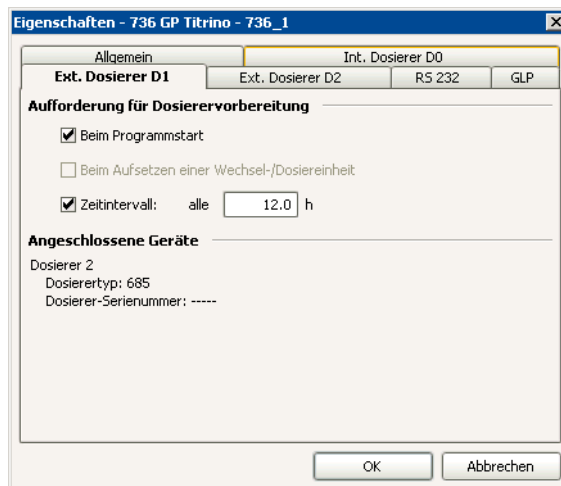 Eigenschaften - 736 GP Titrino - 736_1
Allgemein Int. Dosierer D0
Ext. Dosierer D1 Ext. Dosierer D2 RS 232 GLP
Aufforderung für Dosierervorbereitung
Beim Programmstart
Beim Aufsetzen einer Wechsel-/Dosiereinheit
Zeitintervall: alle 12.0 h
Angeschlossene Geräte
Dosierer 2
Dosierertyp: 685
Dosierer-Serienummer: -----
OK Abbrechen